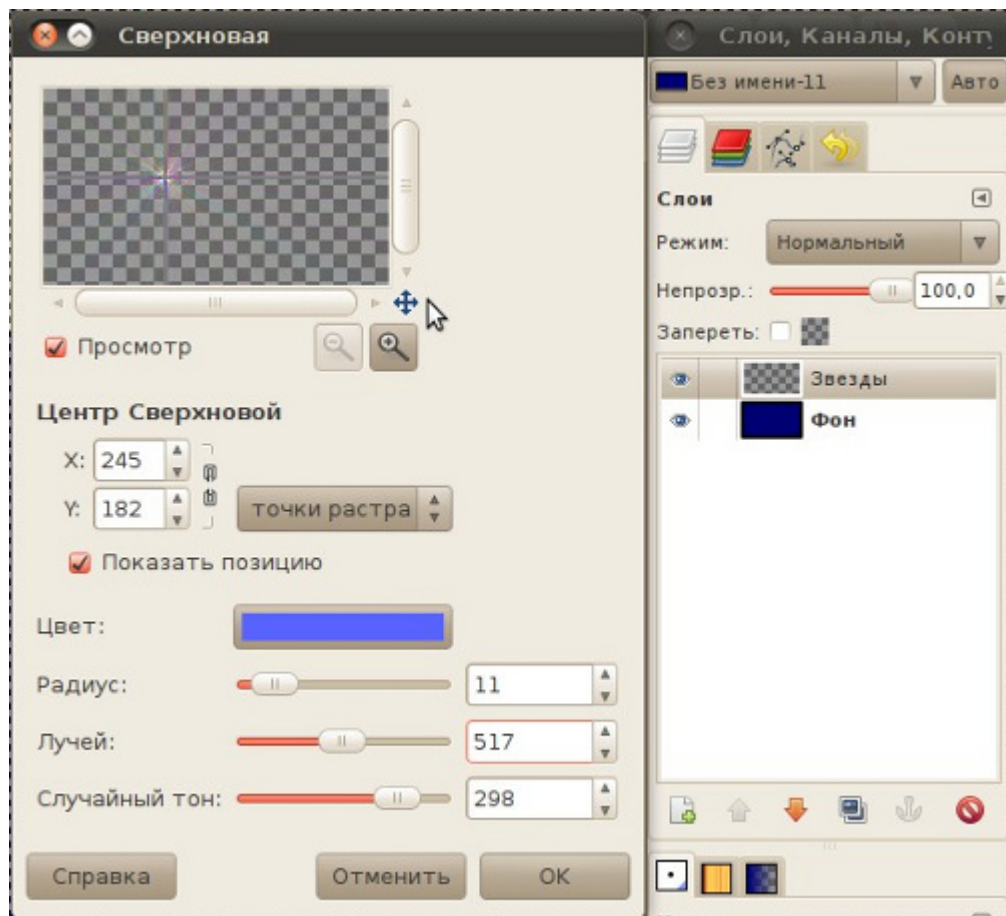 Сверхновая
Просмотр
Центр Сверхновой
X: 245
Y: 182
точки растра
Показать позицию
Цвет:
Радиус: 11
Лучей: 517
Случайный тон: 298
Справка
Отменить
OK
Слои, Каналы, Конту
Без имени-11
Авто
Слои
Режим: Нормальный
Непрозр.: 100,0
Запереть:
Звезды
Фон